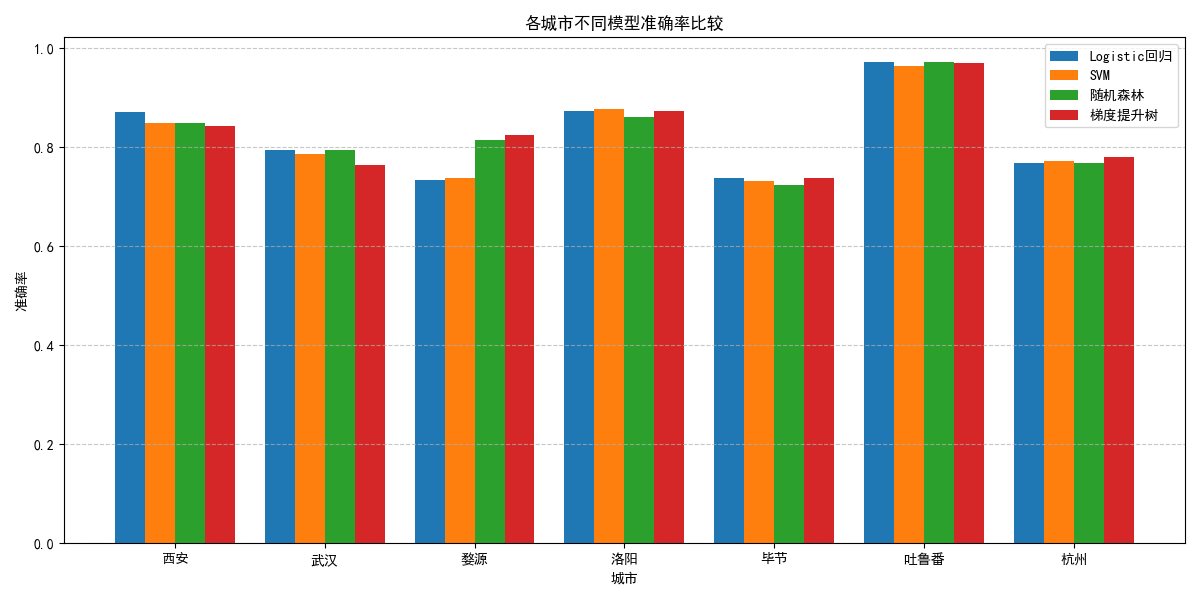 各城市不同模型准确率比较
Logistic回归
SVM
随机森林
梯度提升树
准确率
1.0
0.8
0.6
0.4
0.2
0.0
西安 武汉 婺源 洛阳 毕节 吐鲁番 杭州
城市